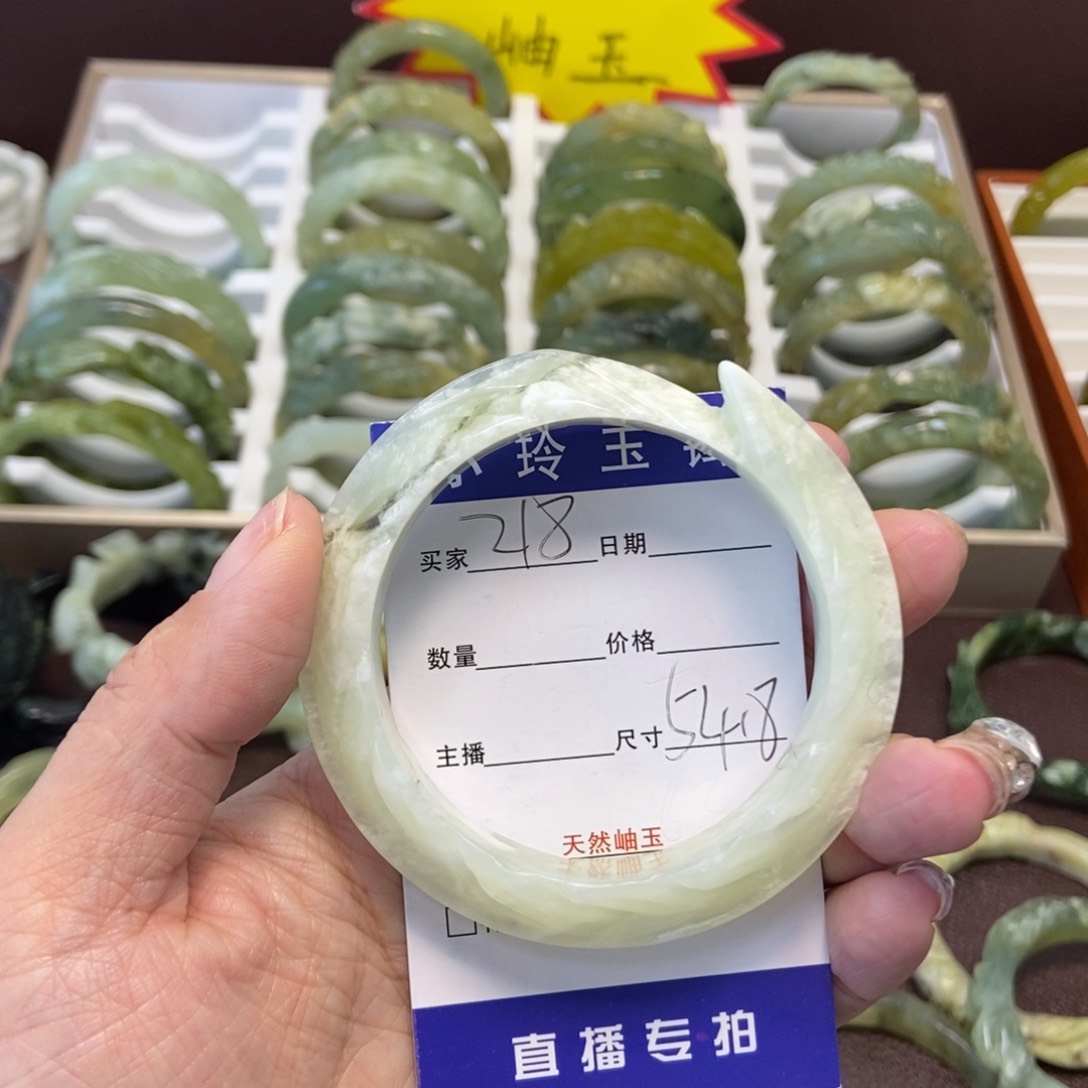 岫玉
玲玉
买家 218 日期
数量 价格
主播 尺寸 54.8
天然岫玉
直播专拍